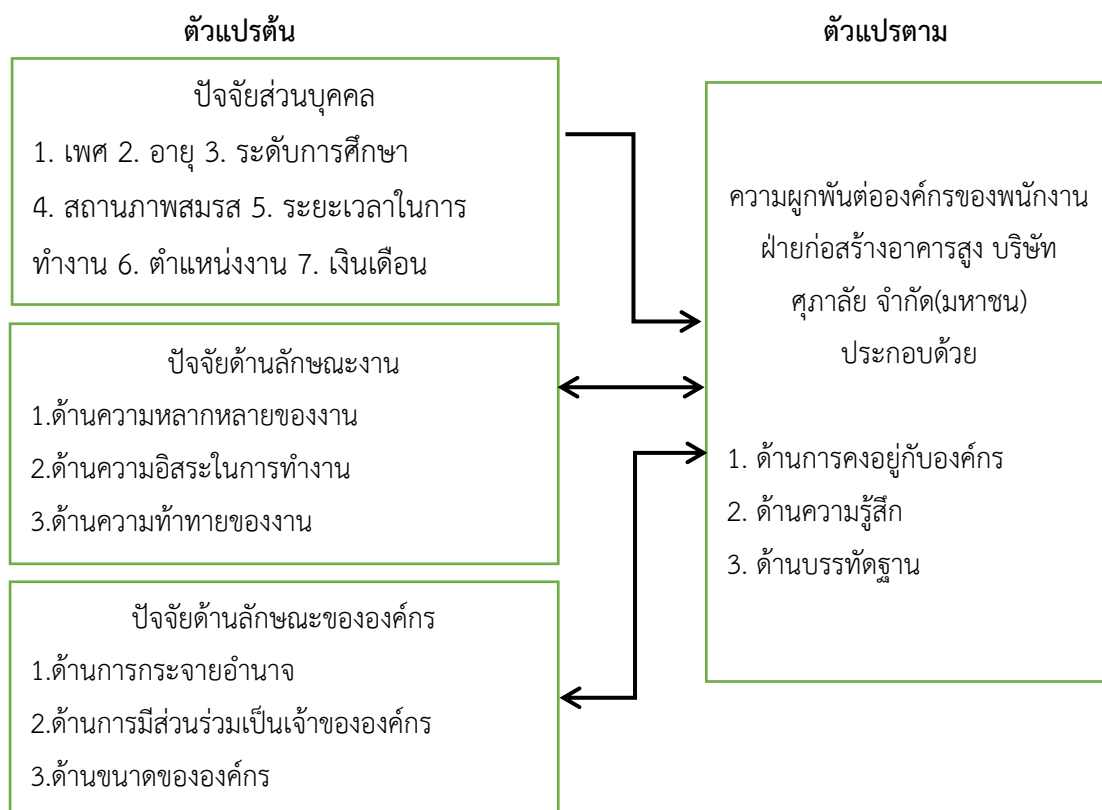 ตัวแปรต้น
ปัจจัยส่วนบุคคล
1. เพศ 2. อายุ 3. ระดับการศึกษา
4. สถานภาพสมรส 5. ระยะเวลาในการ
ทำงาน 6. ตำแหน่งงาน 7. เงินเดือน
ปัจจัยด้านลักษณะงาน
1.ด้านความหลากหลายของงาน
2.ด้านความอิสระในการทำงาน
3.ด้านความท้าทายของงาน
ปัจจัยด้านลักษณะขององค์กร
1.ด้านการกระจายอำนาจ
2.ด้านการมีส่วนร่วมเป็นเจ้าขององค์กร
3.ด้านขนาดขององค์กร
ตัวแปรตาม
ความผูกพันต่อองค์กรของพนักงาน
ฝ่ายก่อสร้างอาคารสูง บริษัท
ศุภาลัย จำกัด(มหาชน)
ประกอบด้วย
1. ด้านการคงอยู่กับองค์กร
2. ด้านความรู้สึก
3. ด้านบรรทัดฐาน